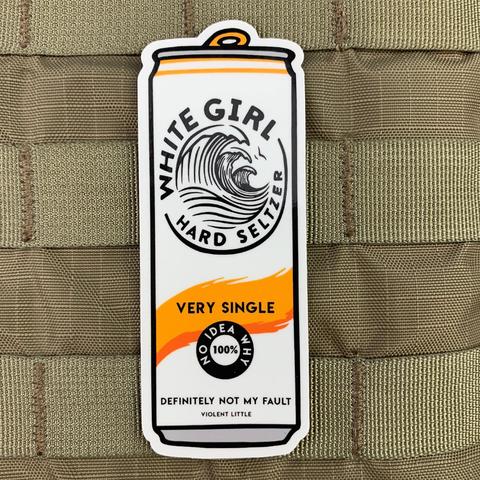 WHITE GIRL
HARD SELTZER
VERY SINGLE
NO IDEA WHY
100%
DEFINITELY NOT MY FAULT
VIOLENT LITTLE